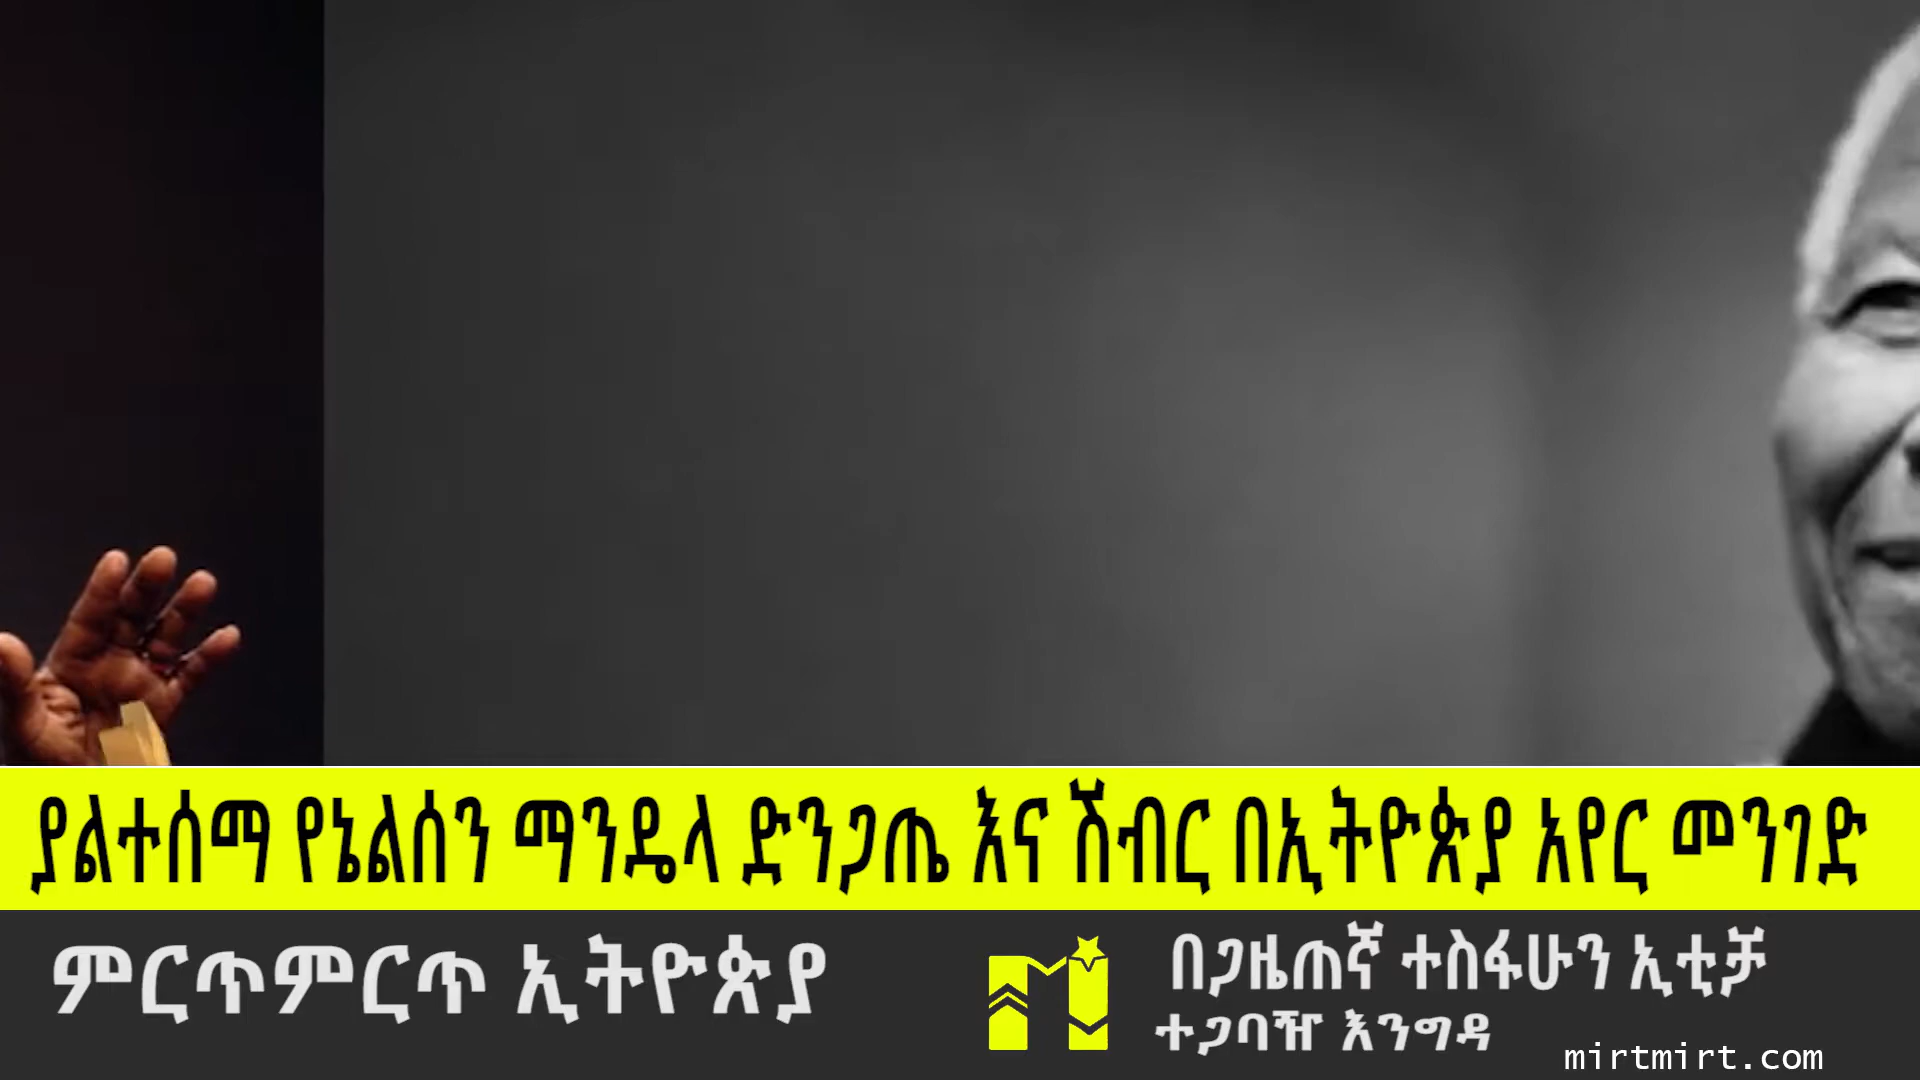 ያልተሰማ የኔልሰን ማንዴላ ድንጋጤ እና ሽብር በኢትዮጵያ አየር መንገድ
ምርጥምርጥ ኢትዮጵያ
በጋዜጠኛ ተስፋሁን ኢቲቻ
ተጋባዥ እንግዳ
mirtmirt.com